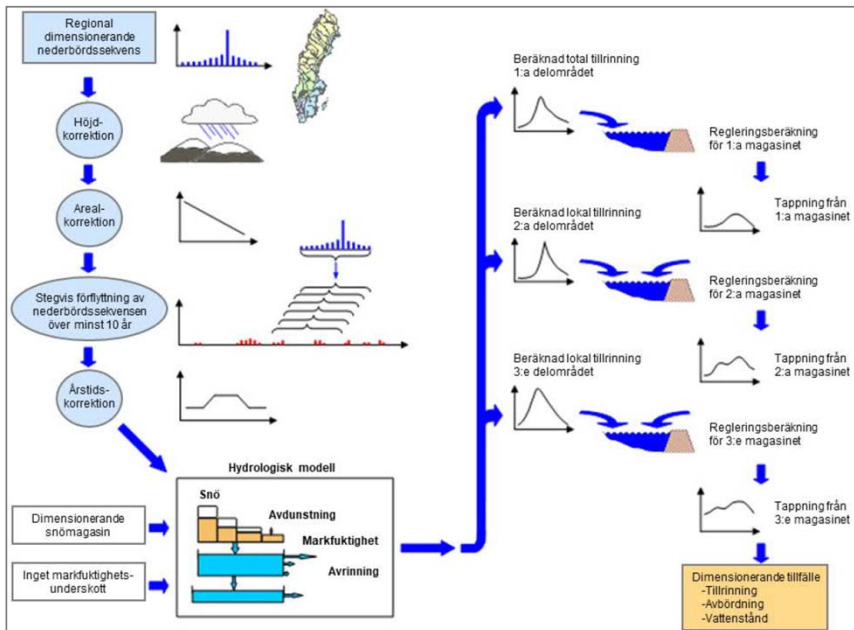 Regional
dimensionerande
nederbördssekvens
Höjd-
korrektion
Areal-
korrektion
Stegvis förflyttning av
nederbördssekvensen
över minst 10 år
Årstids-
korrektion
Hydrologisk modell
Snö
Avdunstning
Markfuktighet
Avrinning
Dimensionerande
snömagasin
Inget markfuktighets-
underskott
Beräknad total tillrinning
1:a delområdet
Regleringsberäkning
för 1:a magasinet
Tappning från
1:a magasinet
Beräknad lokal tillrinning
2:a delområdet
Regleringsberäkning
för 2:a magasinet
Tappning från
2:a magasinet
Beräknad lokal tillrinning
3:e delområdet
Regleringsberäkning
för 3:e magasinet
Tappning från
3:e magasinet
Dimensionerande tillfälle
-Tillrinning
-Avbördning
-Vattenstånd